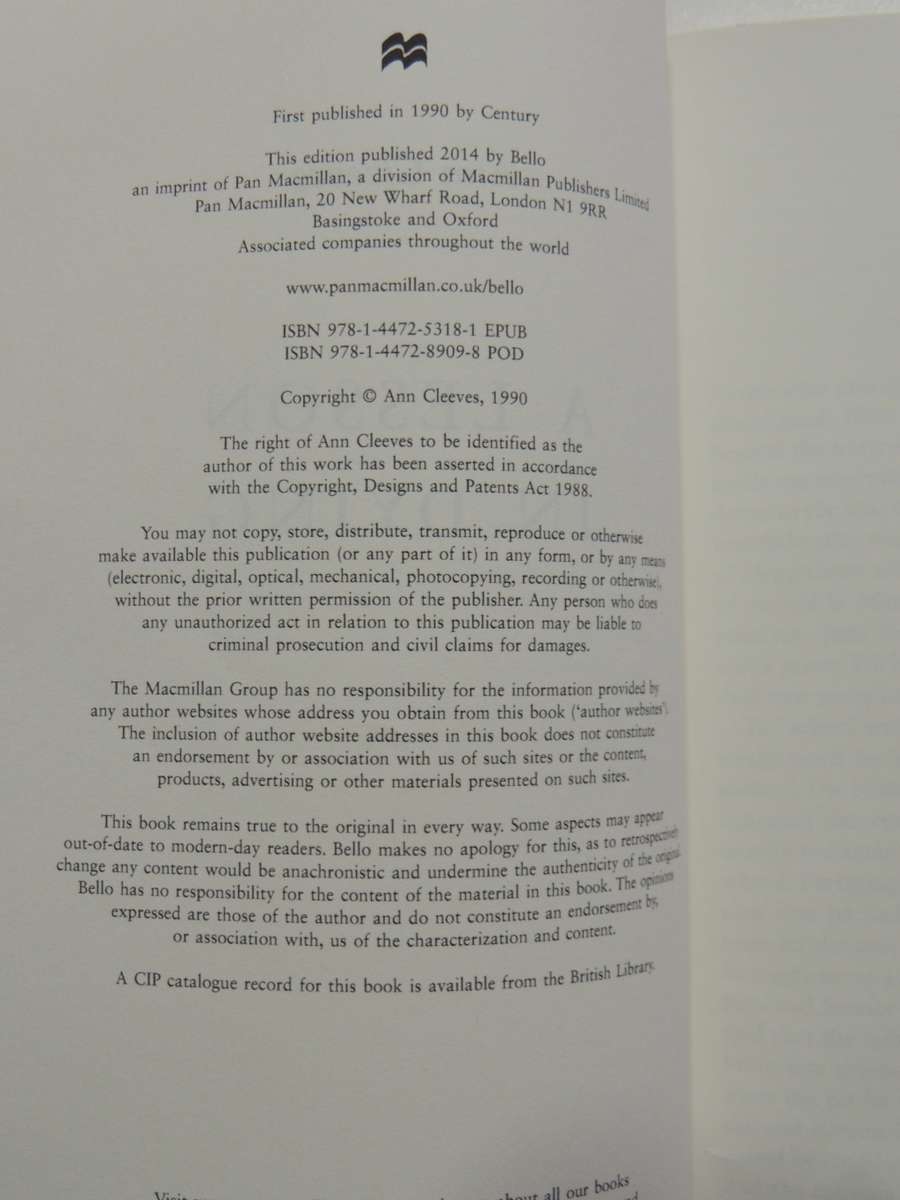 First published in 1990 by Century
This edition published 2014 by Bello
an imprint of Pan Macmillan, a division of Macmillan Publishers Limited
Pan Macmillan, 20 New Wharf Road, London N1 9RR
Basingstoke and Oxford
Associated companies throughout the world
www.panmacmillan.co.uk/bello
ISBN 978-1-4472-5318-1 EPUB
ISBN 978-1-4472-8909-8 POD
Copyright © Ann Cleeves, 1990
The right of Ann Cleeves to be identified as the
author of this work has been asserted in accordance
with the Copyright, Designs and Patents Act 1988.
You may not copy, store, distribute, transmit, reproduce or otherwise
make available this publication (or any part of it) in any form, or by any means
(electronic, digital, optical, mechanical, photocopying, recording or otherwise),
without the prior written permission of the publisher. Any person who does
any unauthorized act in relation to this publication may be liable to
criminal prosecution and civil claims for damages.
The Macmillan Group has no responsibility for the information provided by
any author websites whose address you obtain from this book (‘author websites’).
The inclusion of author website addresses in this book does not constitute
an endorsement by or association with us of such sites or the content,
products, advertising or other materials presented on such sites.
This book remains true to the original in every way. Some aspects may appear
out-of-date to modern-day readers. Bello makes no apology for this, as to retrospectively
change any content would be anachronistic and undermine the authenticity of the original.
Bello has no responsibility for the content of the material in this book. The opinions
expressed are those of the author and do not constitute an endorsement by,
or association with, us of the characterization and content.
A CIP catalogue record for this book is available from the British Library.
Visit about all our books